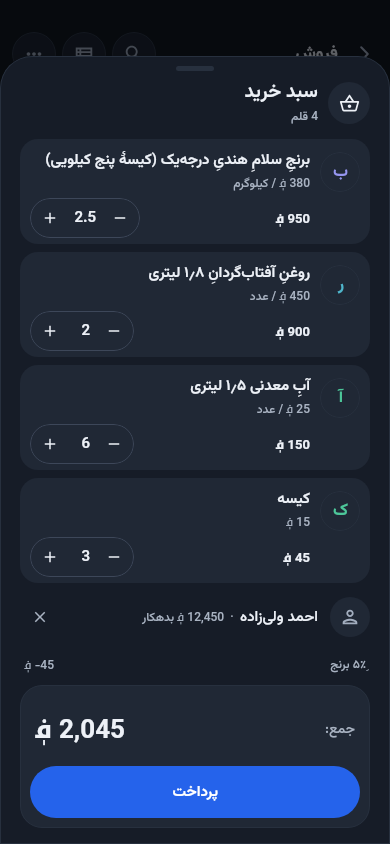 فروش
سبد خرید
4 قلم
ب
برنجِ سلامِ هندیِ درجه‌یک (کیسهٔ پنج کیلویی)
380 ؋ / کیلوگرم
950 ؋
2.5
ر
روغنِ آفتاب‌گردانِ ۱٫۸ لیتری
450 ؋ / عدد
900 ؋
2
آ
آبِ معدنی ۱٫۵ لیتری
25 ؋ / عدد
150 ؋
6
ک
کیسه
15 ؋
45 ؋
3
احمد ولی‌زاده · 12,450 ؋ بدهکار
۵٪ِ برنج
-45 ؋
جمع:
2,045 ؋
پرداخت